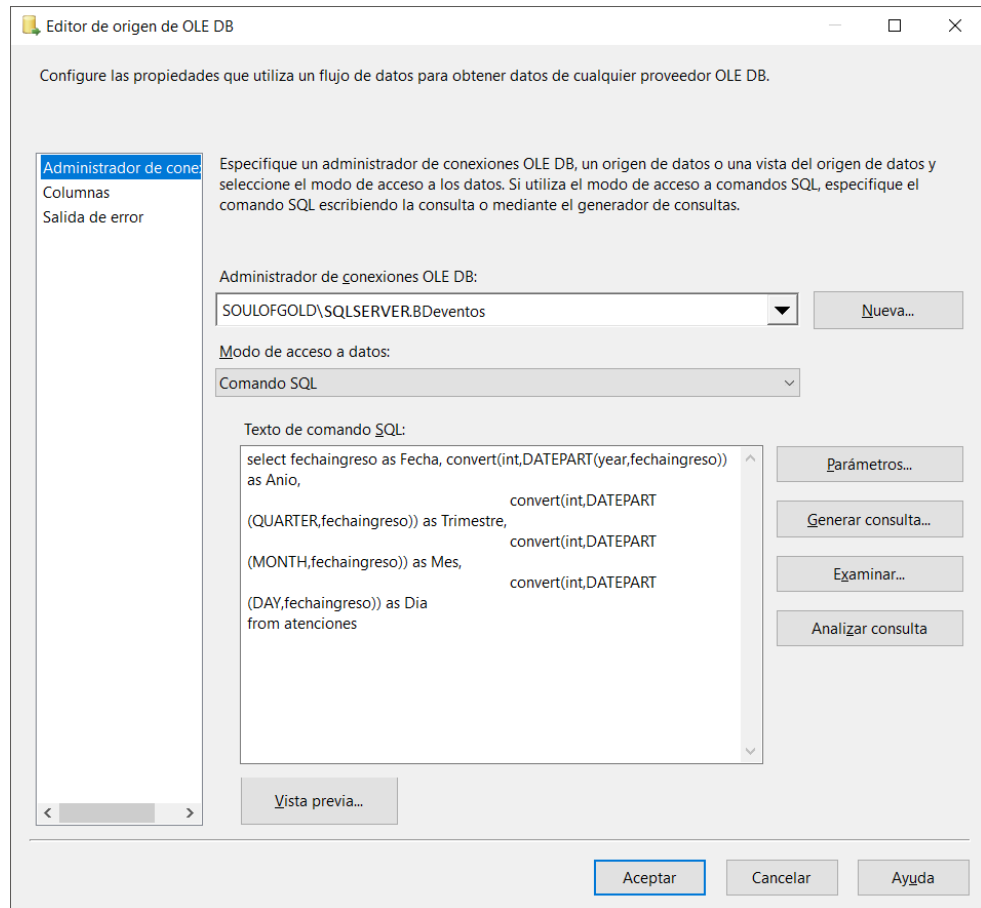 Editor de origen de OLE DB
Configure las propiedades que utiliza un flujo de datos para obtener datos de cualquier proveedor OLE DB.
Administrador de cone
Columnas
Salida de error
Especifique un administrador de conexiones OLE DB, un origen de datos o una vista del origen de datos y
seleccione el modo de acceso a los datos. Si utiliza el modo de acceso a comandos SQL, especifique el
comando SQL escribiendo la consulta o mediante el generador de consultas.
Administrador de conexiones OLE DB:
SOULOFGOLD\SQLSERVER.BDeventos
Nueva...
Modo de acceso a datos:
Comando SQL
Texto de comando SQL:
select fechaingreso as Fecha, convert(int,DATEPART(year,fechaingreso))
as Anio,
convert(int,DATEPART
(QUARTER,fechaingreso)) as Trimestre,
convert(int,DATEPART
(MONTH,fechaingreso)) as Mes,
convert(int,DATEPART
(DAY,fechaingreso)) as Dia
from atenciones
Parámetros...
Generar consulta...
Examinar...
Analizar consulta
Vista previa...
Aceptar
Cancelar
Ayuda